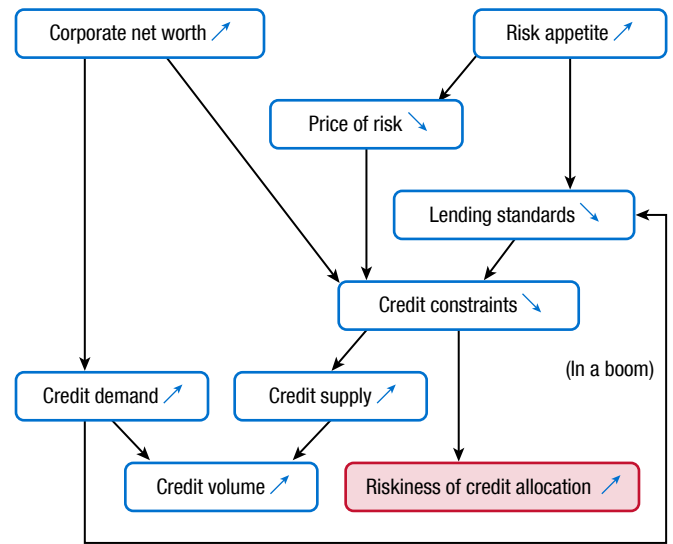 Corporate net worth
Risk appetite
Price of risk
Lending standards
Credit constraints
(In a boom)
Credit demand
Credit supply
Credit volume
Riskiness of credit allocation